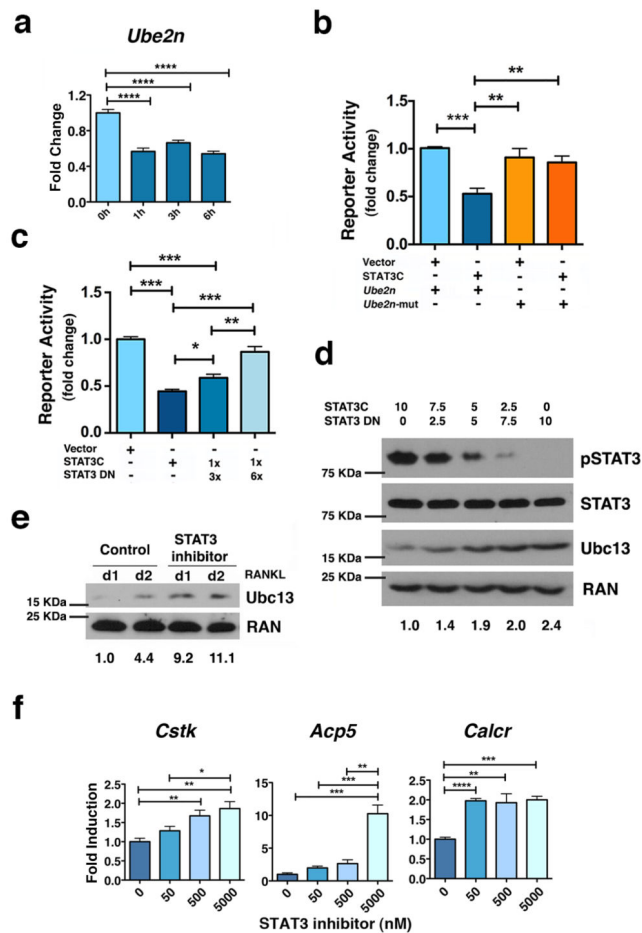 a
Ube2n
****
****
****
Fold Change
1.2
0.8
0.4
0.0
0h
1h
3h
6h
b
**
**
***
Reporter Activity
(fold change)
1.5
1.0
0.5
0.0
Vector + - + -
STAT3C - + - +
Ube2n + + - -
Ube2n-mut - - + +
c
***
***
***
**
*
Reporter Activity
(fold change)
1.5
1.0
0.5
0.0
Vector + - - -
STAT3C - + 1x 1x
STAT3 DN - - 3x 6x
d
STAT3C 10 7.5 5 2.5 0
STAT3 DN 0 2.5 5 7.5 10
pSTAT3
75 KDa
STAT3
75 KDa
Ubc13
15 KDa
25 KDa
RAN
1.0 1.4 1.9 2.0 2.4
e
Control
STAT3
inhibitor
d1 d2 d1 d2 RANKL
Ubc13
15 KDa
25 KDa
RAN
1.0 4.4 9.2 11.1
f
Cstk
Acp5
Calcr
*
**
**
**
***
***
***
**
****
Fold Induction
2.5
2.0
1.5
1.0
0.5
0.0
0 50 500 5000
15
10
5
0
0 50 500 5000
2.5
2.0
1.5
1.0
0.5
0.0
0 50 500 5000
STAT3 inhibitor (nM)